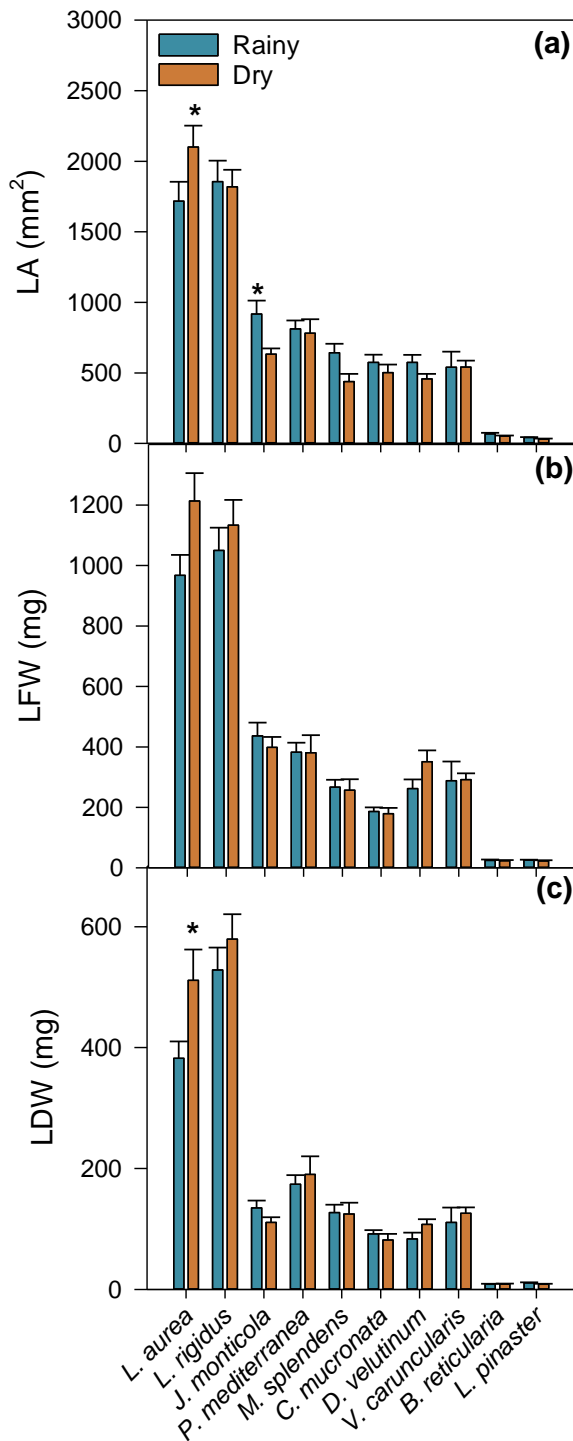 (a)
Rainy
Dry
LA (mm²)
3000
2500
2000
1500
1000
500
0
*
*
(b)
LFW (mg)
1200
1000
800
600
400
200
0
(c)
LDW (mg)
600
400
200
0
*
L. aurea
L. rigidus
J. monticola
P. mediterranea
M. splendens
C. mucronata
D. velutinum
V. caruncularis
B. reticularia
L. pinaster